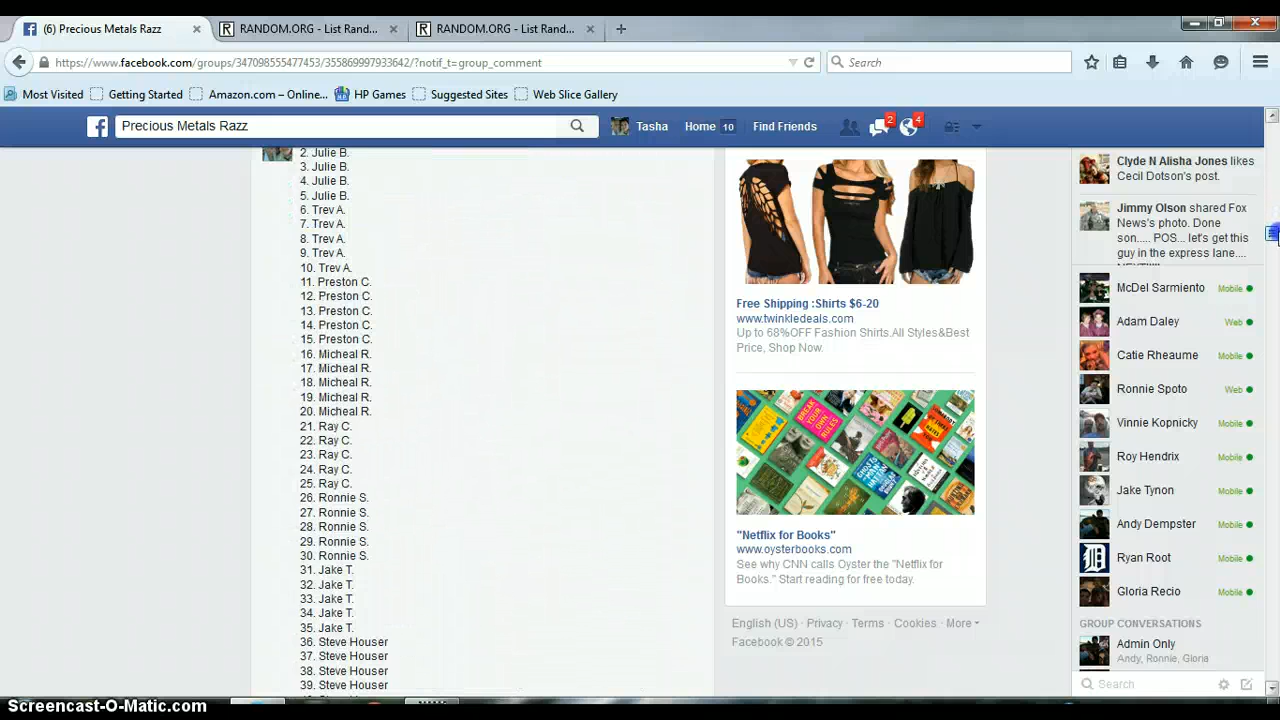 (6) Precious Metals Razz
RANDOM.ORG - List Rand...
RANDOM.ORG - List Rand...
https://www.facebook.com/groups/347098555477453/355869997933642/?notif_t=group_comment
Search
Most Visited
Getting Started
Amazon.com – Online...
HP Games
Suggested Sites
Web Slice Gallery
Precious Metals Razz
Tasha
Home 10
Find Friends
2
4
2. Julie B.
3. Julie B.
4. Julie B.
5. Julie B.
6. Trev A.
7. Trev A.
8. Trev A.
9. Trev A.
10. Trev A.
11. Preston C.
12. Preston C.
13. Preston C.
14. Preston C.
15. Preston C.
16. Micheal R.
17. Micheal R.
18. Micheal R.
19. Micheal R.
20. Micheal R.
21. Ray C.
22. Ray C.
23. Ray C.
24. Ray C.
25. Ray C.
26. Ronnie S.
27. Ronnie S.
28. Ronnie S.
29. Ronnie S.
30. Ronnie S.
31. Jake T.
32. Jake T.
33. Jake T.
34. Jake T.
35. Jake T.
36. Steve Houser
37. Steve Houser
38. Steve Houser
39. Steve Houser
Free Shipping :Shirts $6-20
www.twinkledeals.com
Up to 68%OFF Fashion Shirts.All Styles&Best
Price, Shop Now.
"Netflix for Books"
www.oysterbooks.com
See why CNN calls Oyster the "Netflix for
Books." Start reading for free today.
English (US) · Privacy · Terms · Cookies · More
Facebook © 2015
Clyde N Alisha Jones likes
Cecil Dotson's post.
Jimmy Olson shared Fox
News's photo. Done
son..... POS... let's get this
guy in the express lane....
McDel Sarmiento Mobile
Adam Daley Web
Catie Rheaume Mobile
Ronnie Spoto Web
Vinnie Kopnicky Mobile
Roy Hendrix Mobile
Jake Tynon Mobile
Andy Dempster Mobile
Ryan Root Mobile
Gloria Recio Mobile
GROUP CONVERSATIONS
Admin Only
Andy, Ronnie, Gloria
Search
Screencast-O-Matic.com